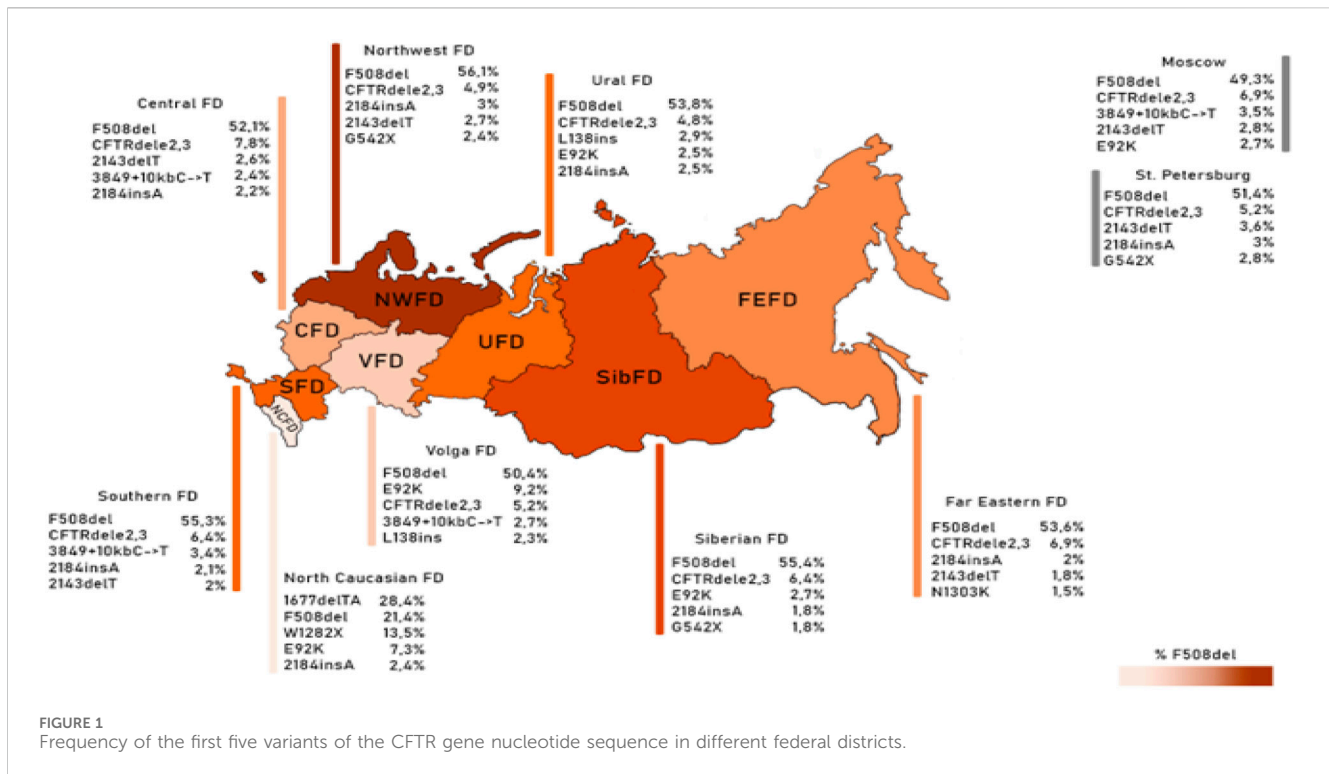 Northwest FD
F508del 56,1%
CFTRdele2,3 4,9%
2184insA 3%
2143delT 2,7%
G542X 2,4%
Ural FD
F508del 53,8%
CFTRdele2,3 4,8%
L138ins 2,9%
E92K 2,5%
2184insA 2,5%
Moscow
F508del 49,3%
CFTRdele2,3 6,9%
3849+10kbC->T 3,5%
2143delT 2,8%
E92K 2,7%
Central FD
F508del 52,1%
CFTRdele2,3 7,8%
2143delT 2,6%
3849+10kbC->T 2,4%
2184insA 2,2%
St. Petersburg
F508del 51,4%
CFTRdele2,3 5,2%
2143delT 3,6%
2184insA 3%
G542X 2,8%
NWFD
FEFD
CFD
VFD
UFD
SibFD
SFD
NCFD
Volga FD
F508del 50,4%
E92K 9,2%
CFTRdele2,3 5,2%
3849+10kbC->T 2,7%
L138ins 2,3%
Southern FD
F508del 55,3%
CFTRdele2,3 6,4%
3849+10kbC->T 3,4%
2184insA 2,1%
2143delT 2%
Far Eastern FD
F508del 53,6%
CFTRdele2,3 6,9%
2184insA 2%
2143delT 1,8%
N1303K 1,5%
Siberian FD
F508del 55,4%
CFTRdele2,3 6,4%
E92K 2,7%
2184insA 1,8%
G542X 1,8%
North Caucasian FD
1677delTA 28,4%
F508del 21,4%
W1282X 13,5%
E92K 7,3%
2184insA 2,4%
% F508del
FIGURE 1
Frequency of the first five variants of the CFTR gene nucleotide sequence in different federal districts.